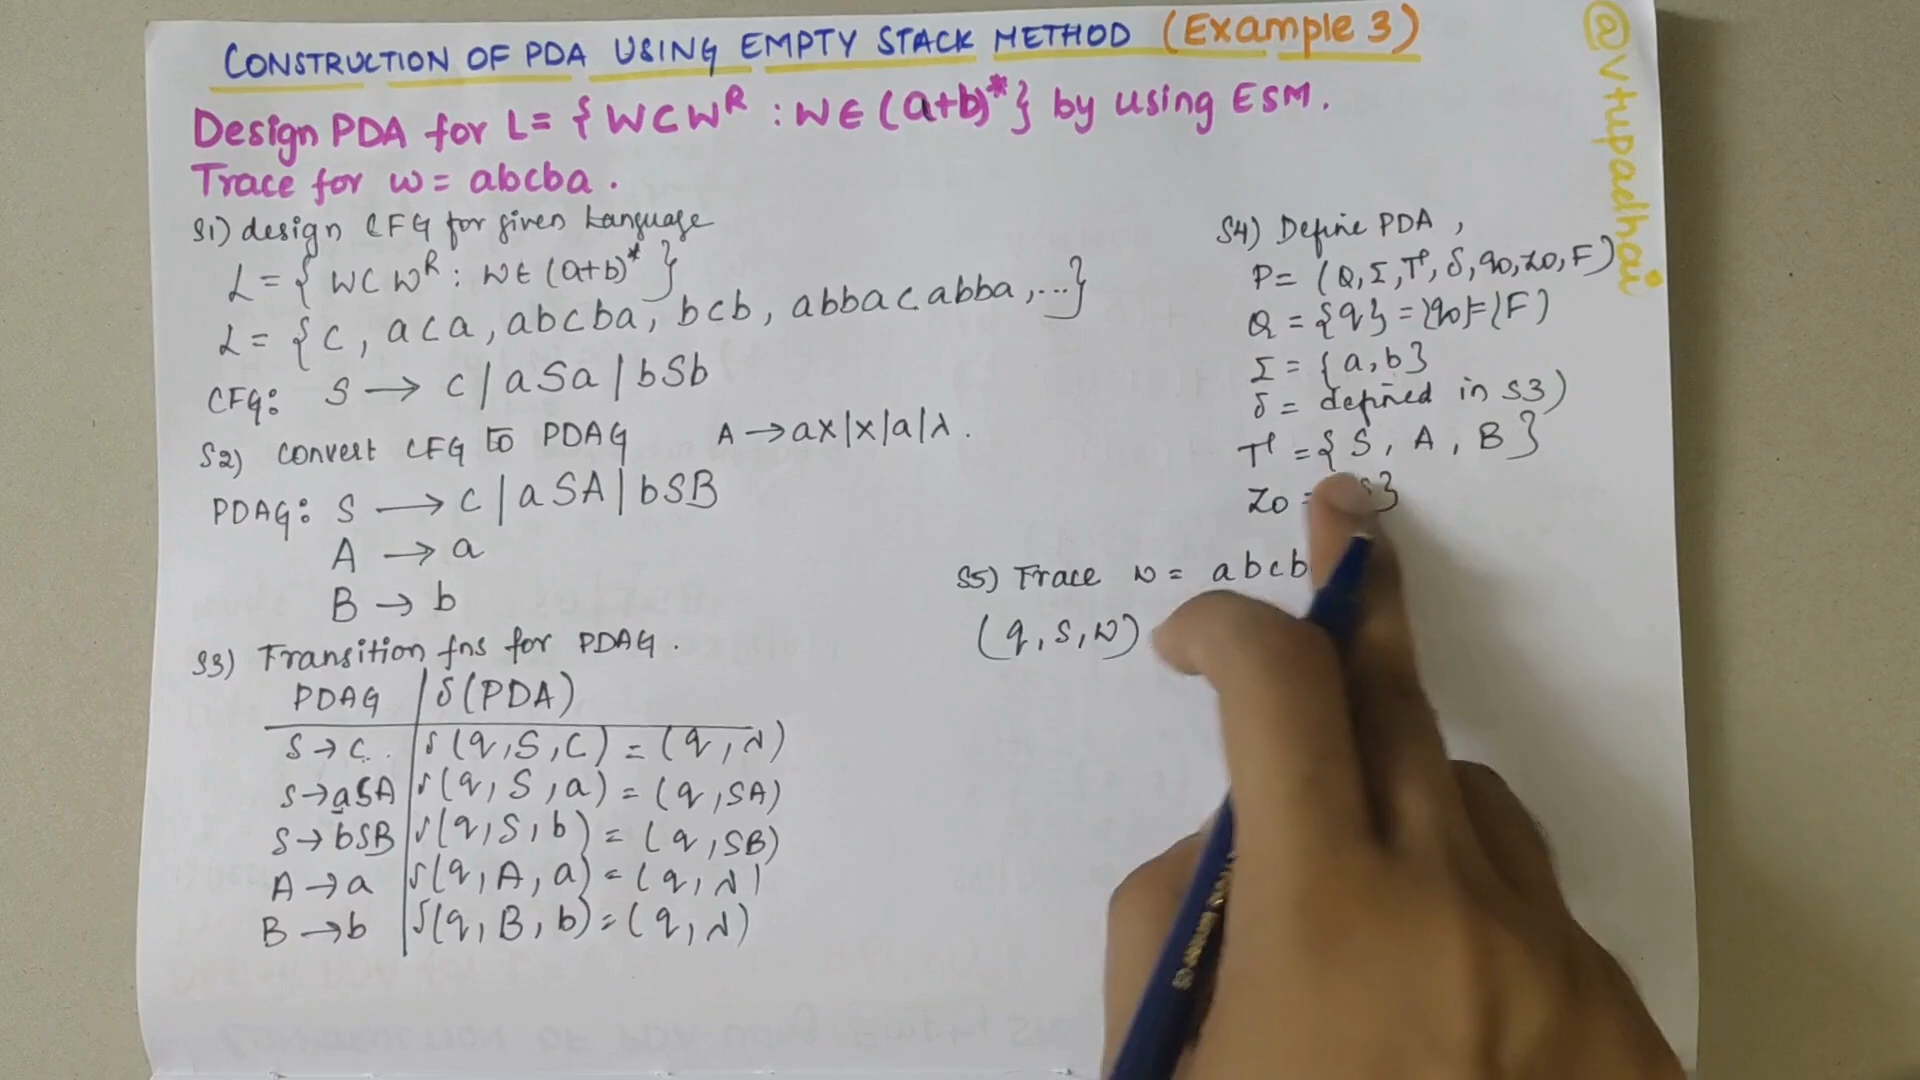 CONSTRUCTION OF PDA USING EMPTY STACK METHOD (Example 3)
Design PDA for L= { WCW^R : W∈ (a+b)^* } by using ESM.
Trace for w= abcba.
S1) design CFG for given Language
L= { WCW^R : W∈ (a+b)^* }
L= {c, aca, abcba, bcb, abbacabba,...}
CFG: S → c | aSa | bSb
S2) Convert CFG to PDAG A→aX|X|a|λ.
PDAG: S → c | aSA | bSB
A → a
B → b
S3) Transition fns for PDAG.
PDAG | δ(PDA)
S→c. δ(q,S,C) = (q,λ)
S→aSA δ(q,S,a) = (q,SA)
S→bSB δ(q,S,b) = (q,SB)
A→a δ(q,A,a) = (q,λ)
B→b δ(q,B,b) = (q,λ)
S4) Define PDA,
P= (Q,Σ,Γ,δ,q0,z0,F)
Q = {q} = {q0} = {F}
Σ = {a,b}
δ = defined in S3)
Γ = {S, A, B}
Z0 =
S5) Trace w = abcb
(q,S,w)
@vtupadhai